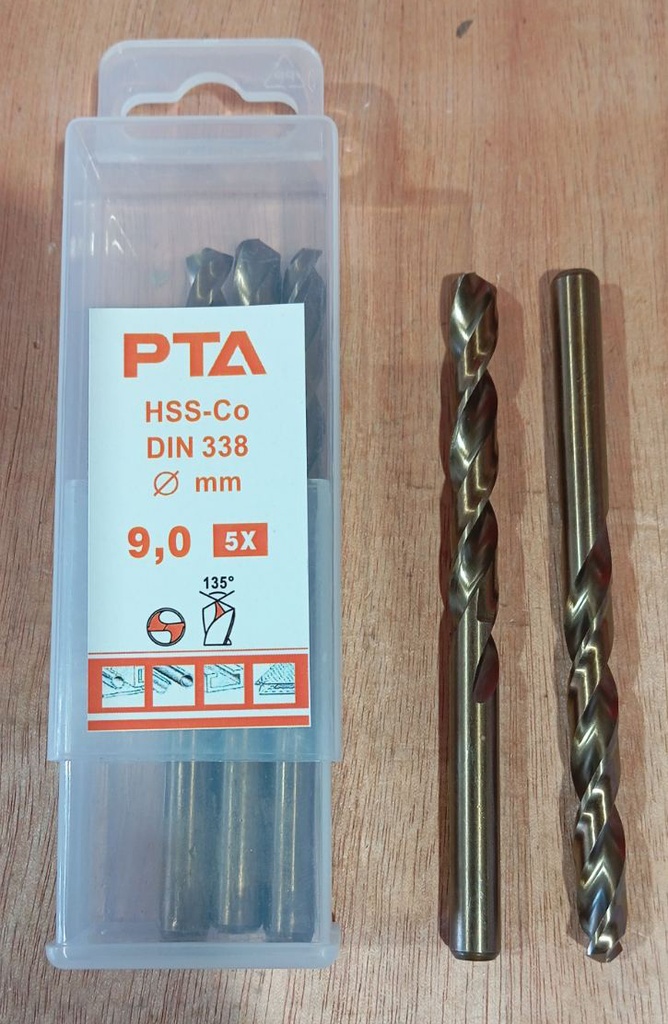 PTA
HSS-Co
DIN 338
Ø mm
9,0 5X
135°